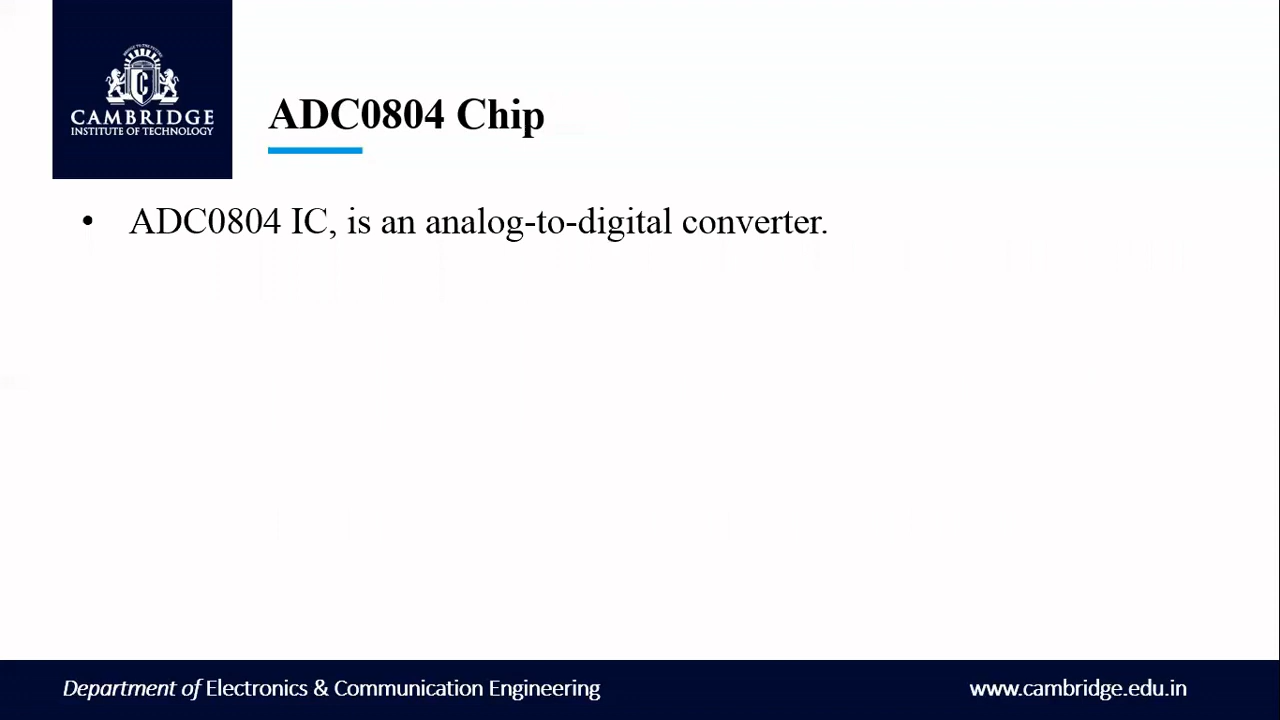 CAMBRIDGE
INSTITUTE OF TECHNOLOGY
ADC0804 Chip
• ADC0804 IC, is an analog-to-digital converter.
Department of Electronics & Communication Engineering
www.cambridge.edu.in